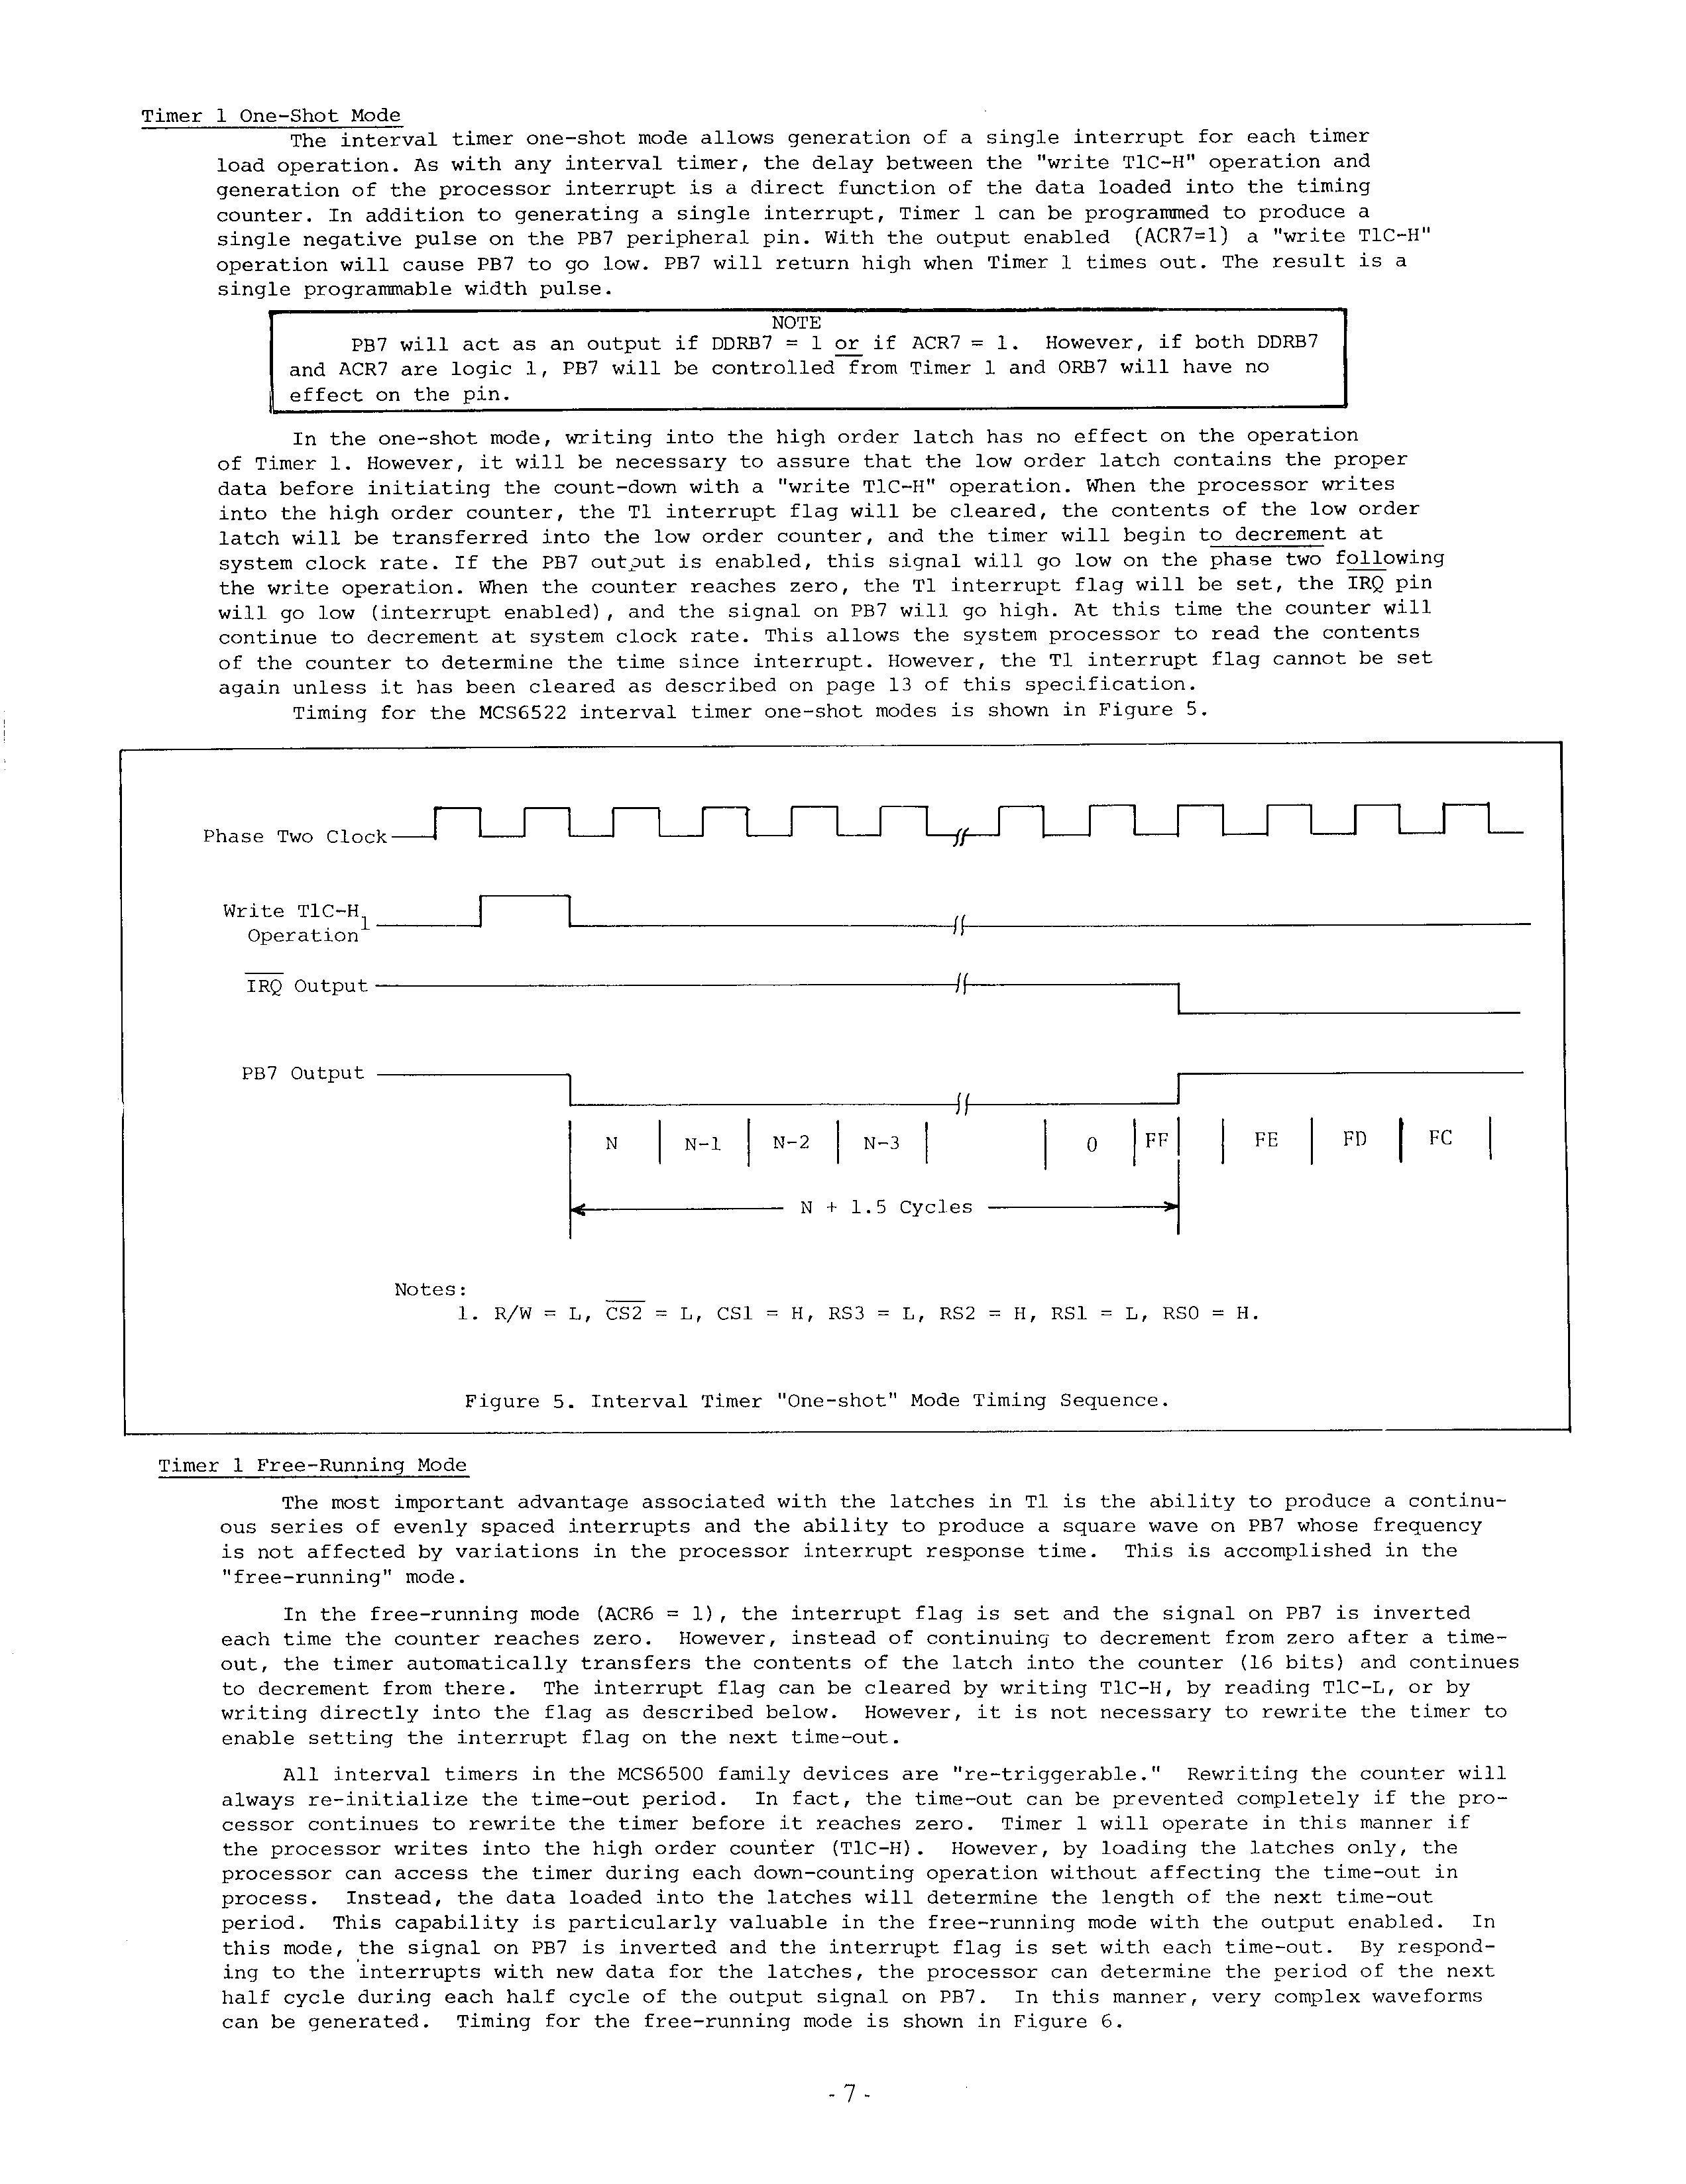 Timer 1 One-Shot Mode
The interval timer one-shot mode allows generation of a single interrupt for each timer
load operation. As with any interval timer, the delay between the "write T1C-H" operation and
generation of the processor interrupt is a direct function of the data loaded into the timing
counter. In addition to generating a single interrupt, Timer 1 can be programmed to produce a
single negative pulse on the PB7 peripheral pin. With the output enabled (ACR7=1) a "write T1C-H"
operation will cause PB7 to go low. PB7 will return high when Timer 1 times out. The result is a
single programmable width pulse.
NOTE
PB7 will act as an output if DDRB7 = 1 or if ACR7 = 1. However, if both DDRB7
and ACR7 are logic 1, PB7 will be controlled from Timer 1 and ORB7 will have no
effect on the pin.
In the one-shot mode, writing into the high order latch has no effect on the operation
of Timer 1. However, it will be necessary to assure that the low order latch contains the proper
data before initiating the count-down with a "write T1C-H" operation. When the processor writes
into the high order counter, the T1 interrupt flag will be cleared, the contents of the low order
latch will be transferred into the low order counter, and the timer will begin to decrement at
system clock rate. If the PB7 output is enabled, this signal will go low on the phase two following
the write operation. When the counter reaches zero, the T1 interrupt flag will be set, the IRQ pin
will go low (interrupt enabled), and the signal on PB7 will go high. At this time the counter will
continue to decrement at system clock rate. This allows the system processor to read the contents
of the counter to determine the time since interrupt. However, the T1 interrupt flag cannot be set
again unless it has been cleared as described on page 13 of this specification.
Timing for the MCS6522 interval timer one-shot modes is shown in Figure 5.
Phase Two Clock
Write T1C-H
Operation1
IRQ Output
PB7 Output
N N-1 N-2 N-3 0 FF FE FD FC
N + 1.5 Cycles
Notes:
1. R/W = L, CS2 = L, CS1 = H, RS3 = L, RS2 = H, RS1 = L, RS0 = H.
Figure 5. Interval Timer "One-shot" Mode Timing Sequence.
Timer 1 Free-Running Mode
The most important advantage associated with the latches in T1 is the ability to produce a continu-
ous series of evenly spaced interrupts and the ability to produce a square wave on PB7 whose frequency
is not affected by variations in the processor interrupt response time. This is accomplished in the
"free-running" mode.
In the free-running mode (ACR6 = 1), the interrupt flag is set and the signal on PB7 is inverted
each time the counter reaches zero. However, instead of continuing to decrement from zero after a time-
out, the timer automatically transfers the contents of the latch into the counter (16 bits) and continues
to decrement from there. The interrupt flag can be cleared by writing T1C-H, by reading T1C-L, or by
writing directly into the flag as described below. However, it is not necessary to rewrite the timer to
enable setting the interrupt flag on the next time-out.
All interval timers in the MCS6500 family devices are "re-triggerable." Rewriting the counter will
always re-initialize the time-out period. In fact, the time-out can be prevented completely if the pro-
cessor continues to rewrite the timer before it reaches zero. Timer 1 will operate in this manner if
the processor writes into the high order counter (T1C-H). However, by loading the latches only, the
processor can access the timer during each down-counting operation without affecting the time-out in
process. Instead, the data loaded into the latches will determine the length of the next time-out
period. This capability is particularly valuable in the free-running mode with the output enabled. In
this mode, the signal on PB7 is inverted and the interrupt flag is set with each time-out. By respond-
ing to the interrupts with new data for the latches, the processor can determine the period of the next
half cycle during each half cycle of the output signal on PB7. In this manner, very complex waveforms
can be generated. Timing for the free-running mode is shown in Figure 6.
- 7 -